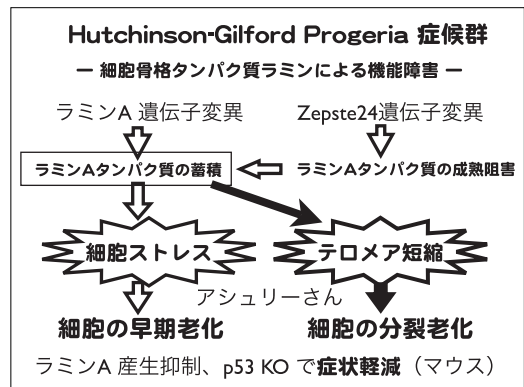 Hutchinson-Gilford Progeria 症候群
— 細胞骨格タンパク質ラミンによる機能障害 —
ラミンA 遺伝子変異 Zepste24遺伝子変異
ラミンAタンパク質の蓄積 ラミンAタンパク質の成熟阻害
細胞ストレス テロメア短縮
アシュリーさん
細胞の早期老化 細胞の分裂老化
ラミンA 産生抑制、p53 KO で症状軽減（マウス）